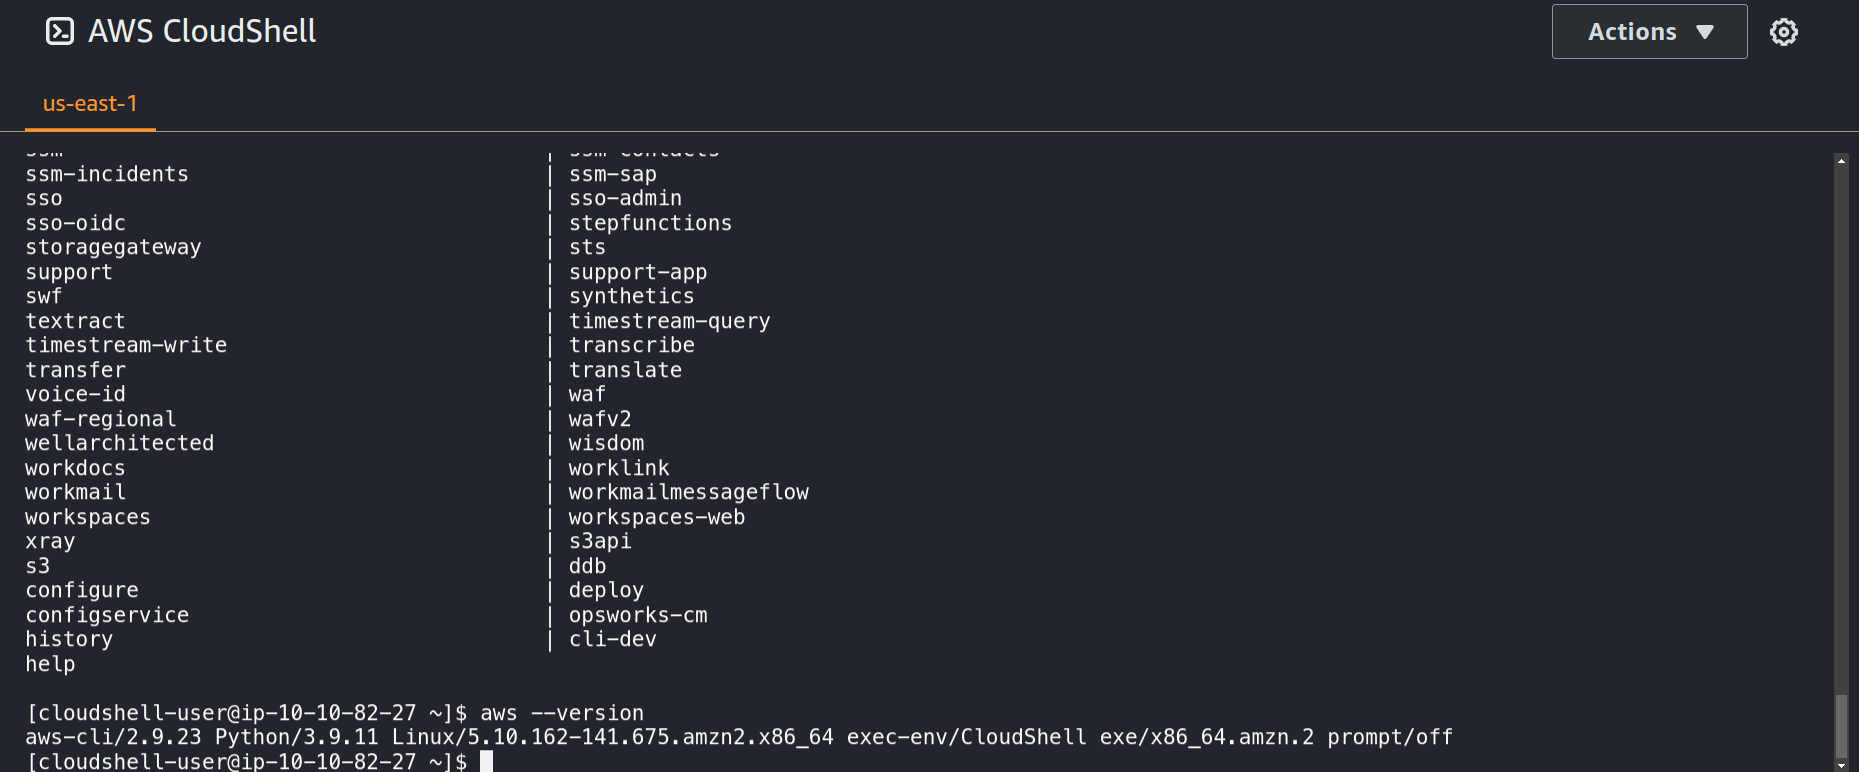 AWS CloudShell
Actions
us-east-1
ssm | ssm-contacts
ssm-incidents | ssm-sap
sso | sso-admin
sso-oidc | stepfunctions
storagegateway | sts
support | support-app
swf | synthetics
textract | timestream-query
timestream-write | transcribe
transfer | translate
voice-id | waf
waf-regional | wafv2
wellarchitected | wisdom
workdocs | worklink
workmail | workmailmessageflow
workspaces | workspaces-web
xray | s3api
s3 | ddb
configure | deploy
configservice | opsworks-cm
history | cli-dev
help
[cloudshell-user@ip-10-10-82-27 ~]$ aws --version
aws-cli/2.9.23 Python/3.9.11 Linux/5.10.162-141.675.amzn2.x86_64 exec-env/CloudShell exe/x86_64.amzn.2 prompt/off
[cloudshell-user@ip-10-10-82-27 ~]$